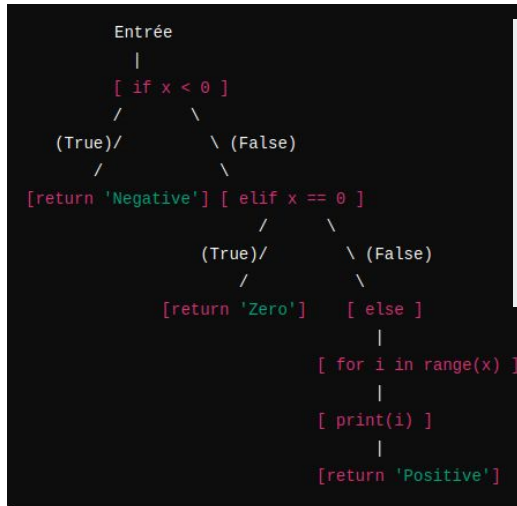 Entrée
|
[ if x < 0 ]
/ \
(True)/ \ (False)
/ \
[return 'Negative'] [ elif x == 0 ]
/ \
(True)/ \ (False)
/ \
[return 'Zero'] [ else ]
|
[ for i in range(x) ]
|
[ print(i) ]
|
[return 'Positive']